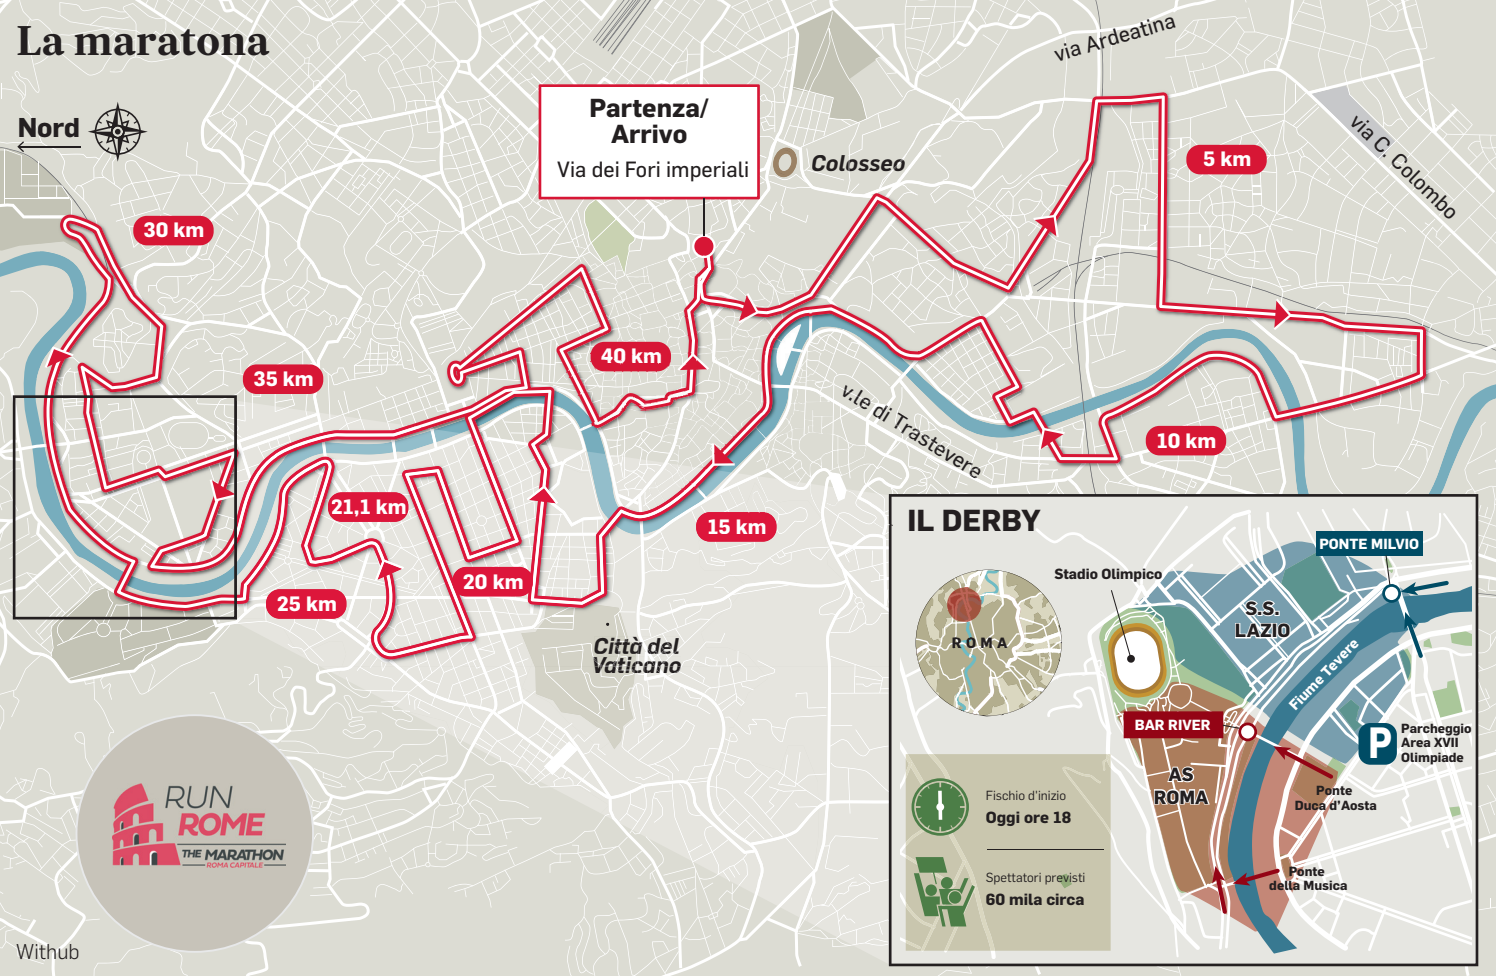 La maratona
Nord
Partenza/
Arrivo
Via dei Fori imperiali
Colosseo
via Ardeatina
via C. Colombo
5 km
30 km
35 km
40 km
10 km
v.le di Trastevere
15 km
21,1 km
20 km
25 km
Città del
Vaticano
RUN
ROME
THE MARATHON
ROMA CAPITALE
Withub
IL DERBY
ROMA
Stadio Olimpico
PONTE MILVIO
S.S.
LAZIO
Fiume Tevere
BAR RIVER
AS
ROMA
P
Parcheggio
Area XVII
Olimpiade
Ponte
Duca d'Aosta
Ponte
della Musica
Fischio d'inizio
Oggi ore 18
Spettatori previsti
60 mila circa